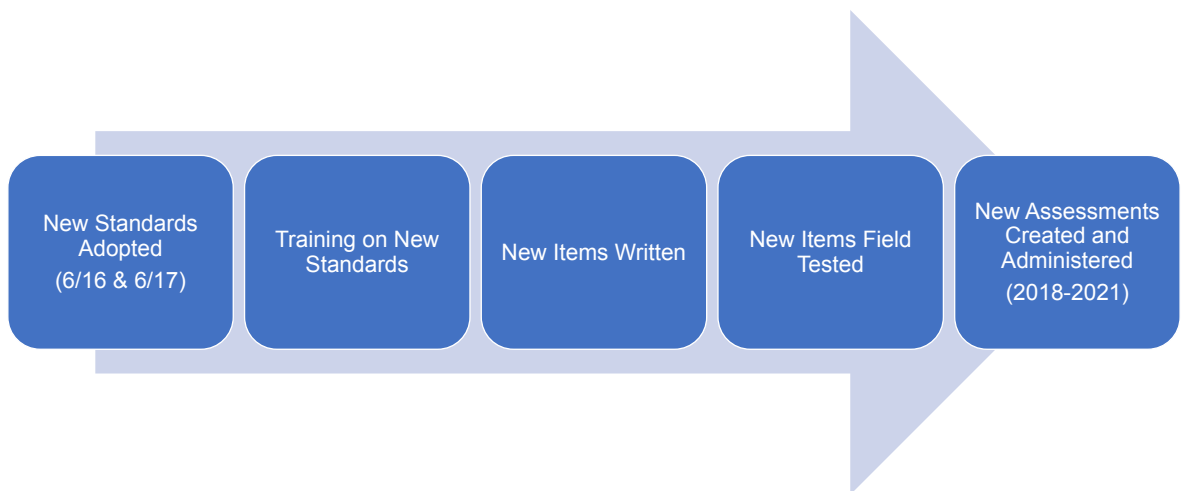 New Standards
Adopted
(6/16 & 6/17)
Training on New
Standards
New Items Written
New Items Field
Tested
New Assessments
Created and
Administered
(2018-2021)